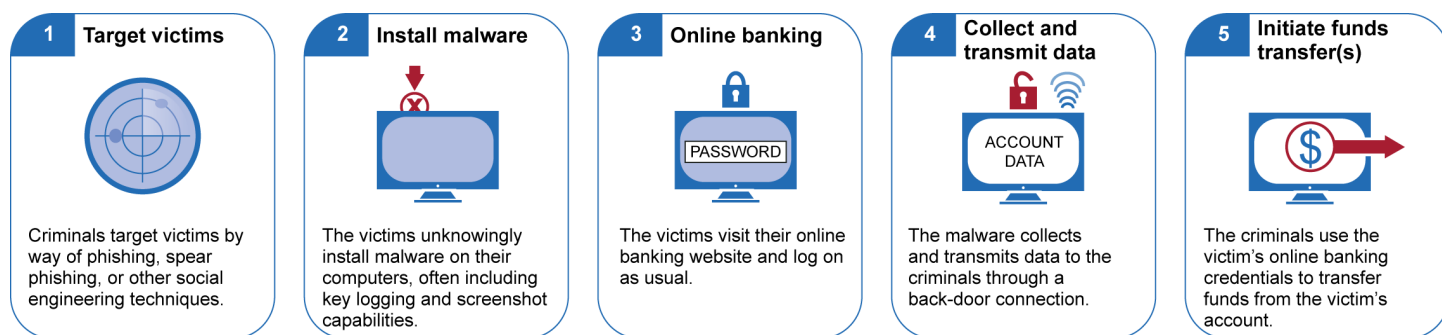 1
Target victims
Criminals target victims by
way of phishing, spear
phishing, or other social
engineering techniques.
2
Install malware
X
The victims unknowingly
install malware on their
computers, often including
key logging and screenshot
capabilities.
3
Online banking
PASSWORD
The victims visit their online
banking website and log on
as usual.
4
Collect and
transmit data
ACCOUNT
DATA
The malware collects
and transmits data to the
criminals through a
back-door connection.
5
Initiate funds
transfer(s)
$
The criminals use the
victim’s online banking
credentials to transfer
funds from the victim’s
account.